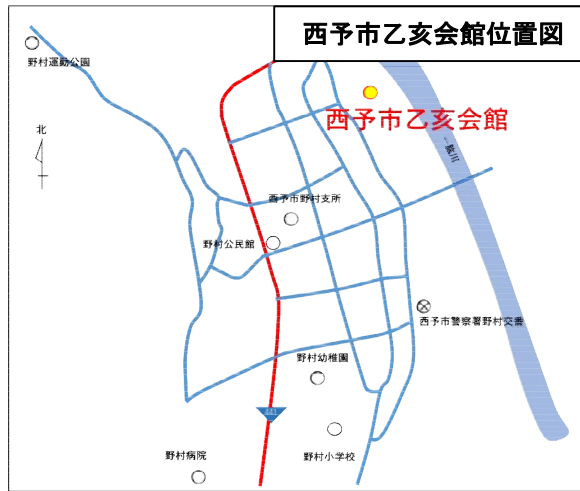 西予市乙亥会館位置図
野村運動公園
西予市乙亥会館
北
←肱川
西予市野村支所
野村公民館
西予市警察署野村交番
野村幼稚園
441
野村小学校
野村病院